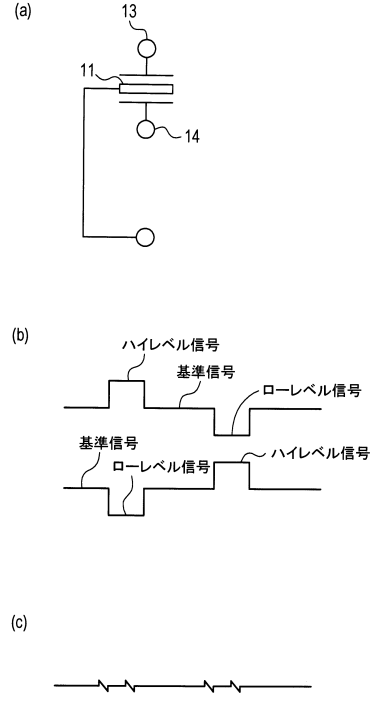 (a)
13
11
14
(b)
ハイレベル信号
基準信号
ローレベル信号
基準信号
ローレベル信号
ハイレベル信号
(c)